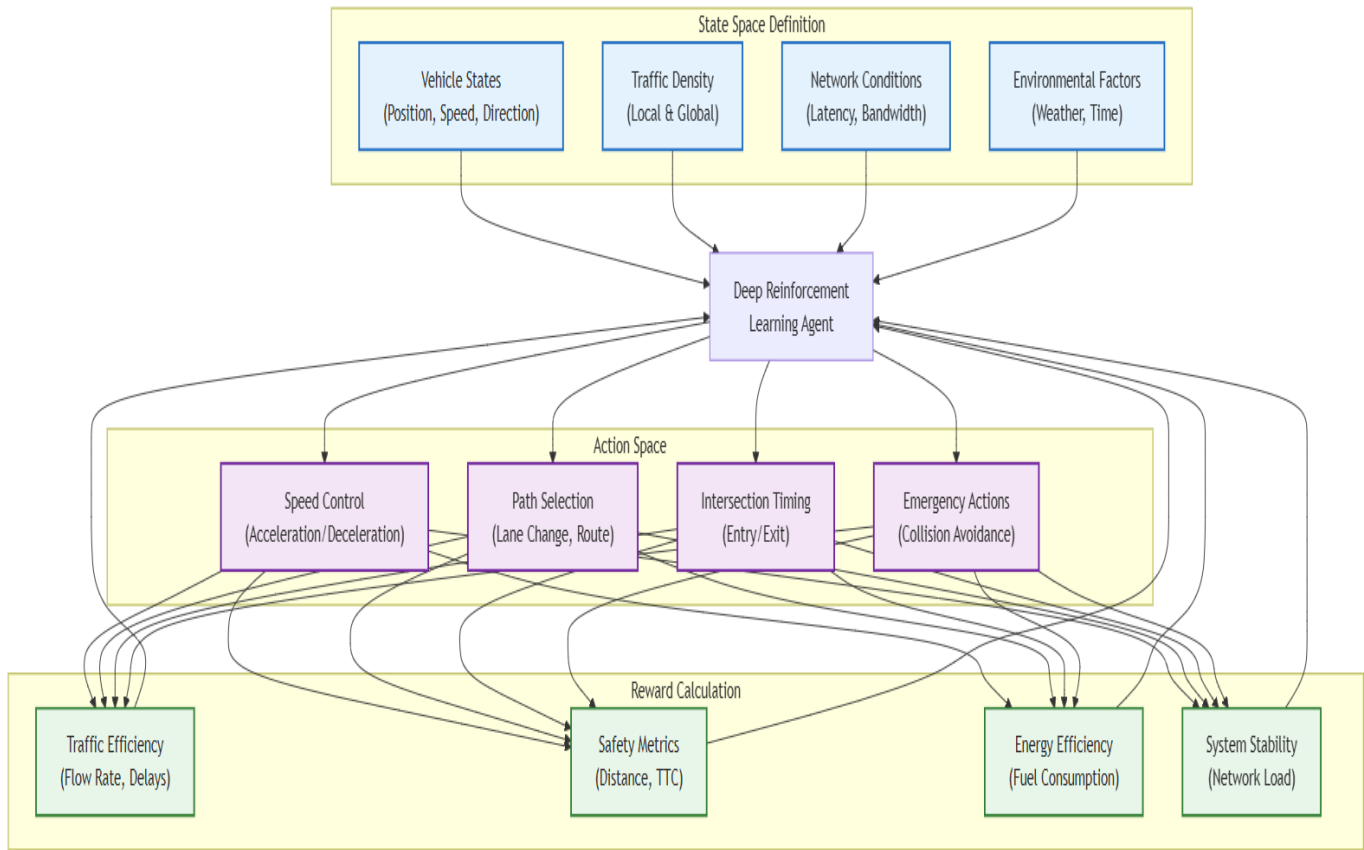 State Space Definition
Vehicle States
(Position, Speed, Direction)
Traffic Density
(Local & Global)
Network Conditions
(Latency, Bandwidth)
Environmental Factors
(Weather, Time)
Deep Reinforcement
Learning Agent
Action Space
Speed Control
(Acceleration/Deceleration)
Path Selection
(Lane Change, Route)
Intersection Timing
(Entry/Exit)
Emergency Actions
(Collision Avoidance)
Reward Calculation
Traffic Efficiency
(Flow Rate, Delays)
Safety Metrics
(Distance, TTC)
Energy Efficiency
(Fuel Consumption)
System Stability
(Network Load)